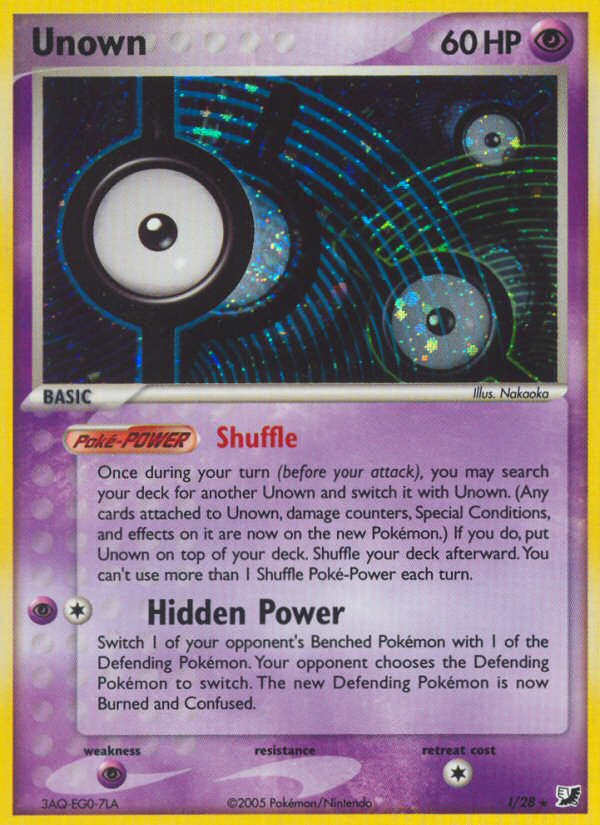 Unown 60 HP
BASIC
Illus. Nakaoka
Poké-POWER Shuffle
Once during your turn (before your attack), you may search
your deck for another Unown and switch it with Unown. (Any
cards attached to Unown, damage counters, Special Conditions,
and effects on it are now on the new Pokémon.) If you do, put
Unown on top of your deck. Shuffle your deck afterward. You
can't use more than 1 Shuffle Poké-Power each turn.
Hidden Power
Switch 1 of your opponent's Benched Pokémon with 1 of the
Defending Pokémon. Your opponent chooses the Defending
Pokémon to switch. The new Defending Pokémon is now
Burned and Confused.
weakness resistance retreat cost
3AQ-EG0-7LA ©2005 Pokémon/Nintendo I/28 ★